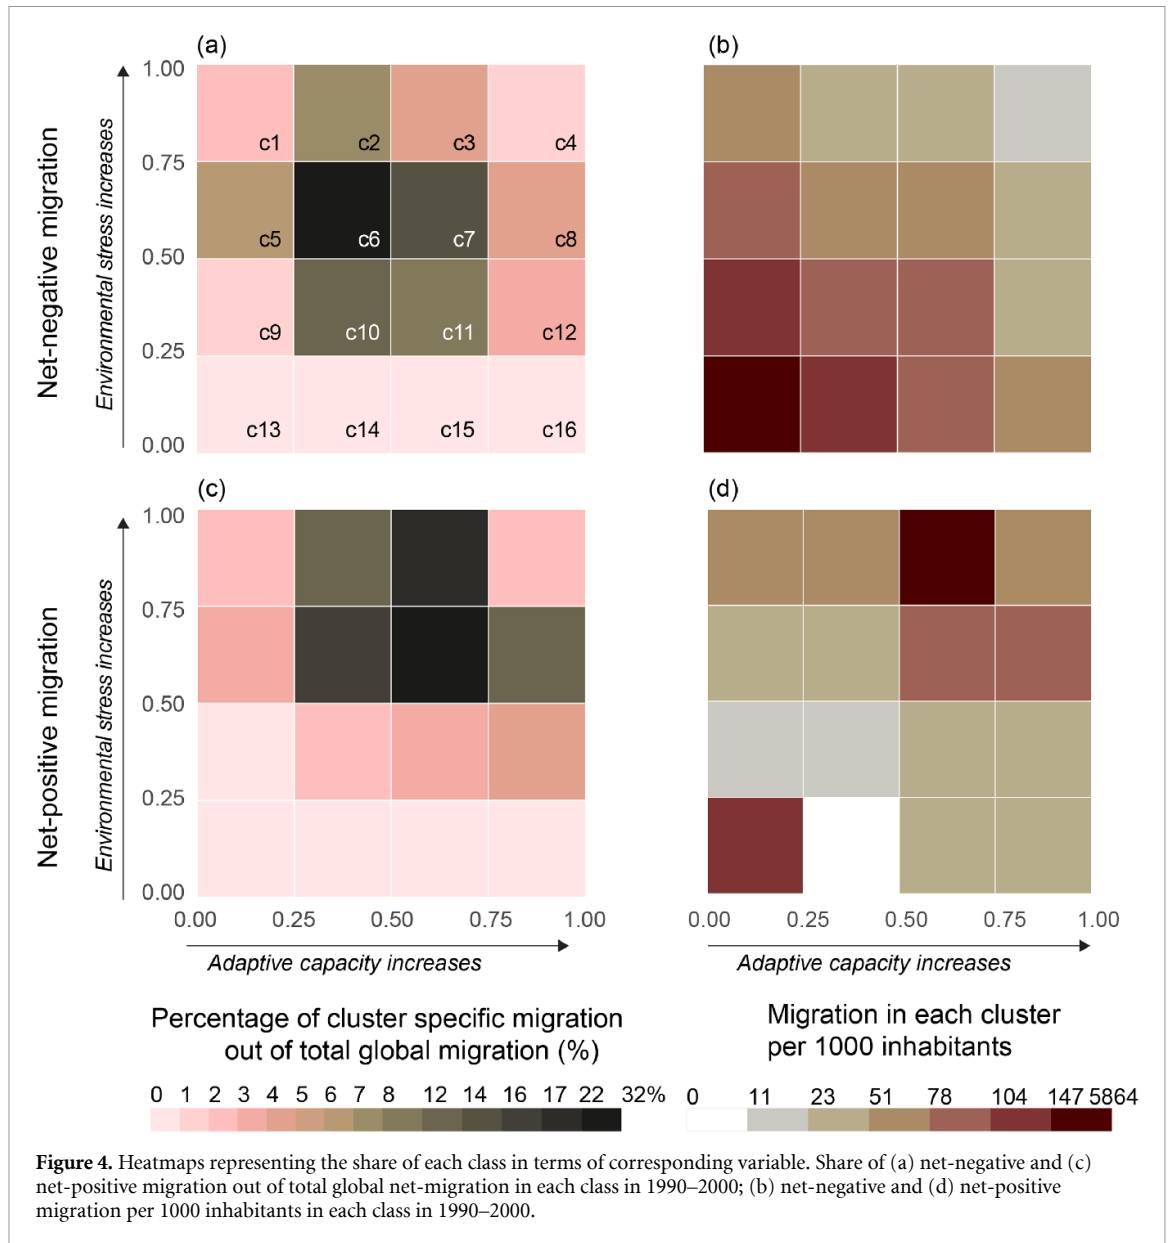 (a)
(b)
Net-negative migration
Environmental stress increases
1.00
0.75
0.50
0.25
0.00
c1 c2 c3 c4
c5 c6 c7 c8
c9 c10 c11 c12
c13 c14 c15 c16
(c)
(d)
Net-positive migration
Environmental stress increases
1.00
0.75
0.50
0.25
0.00
0.00 0.25 0.50 0.75 1.00
Adaptive capacity increases
0.00 0.25 0.50 0.75 1.00
Adaptive capacity increases
Percentage of cluster specific migration
out of total global migration (%)
0 1 2 3 4 5 6 7 8 12 14 16 17 22 32%
Migration in each cluster
per 1000 inhabitants
0 11 23 51 78 104 147 5864
Figure 4. Heatmaps representing the share of each class in terms of corresponding variable. Share of (a) net-negative and (c)
net-positive migration out of total global net-migration in each class in 1990–2000; (b) net-negative and (d) net-positive
migration per 1000 inhabitants in each class in 1990–2000.